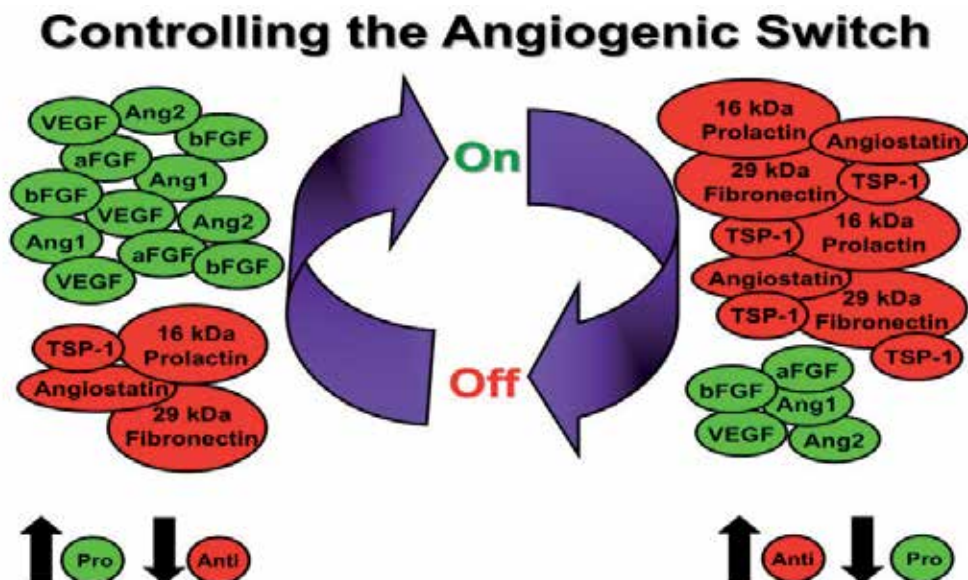 Controlling the Angiogenic Switch
VEGF
Ang2
bFGF
aFGF
Ang1
bFGF
VEGF
Ang2
Ang1
aFGF
bFGF
VEGF
TSP-1
16 kDa
Prolactin
Angiostatin
29 kDa
Fibronectin
On
Off
16 kDa
Prolactin
Angiostatin
29 kDa
Fibronectin
TSP-1
TSP-1
16 kDa
Prolactin
Angiostatin
TSP-1
29 kDa
Fibronectin
TSP-1
aFGF
bFGF
Ang1
VEGF
Ang2
Pro
Anti
Anti
Pro